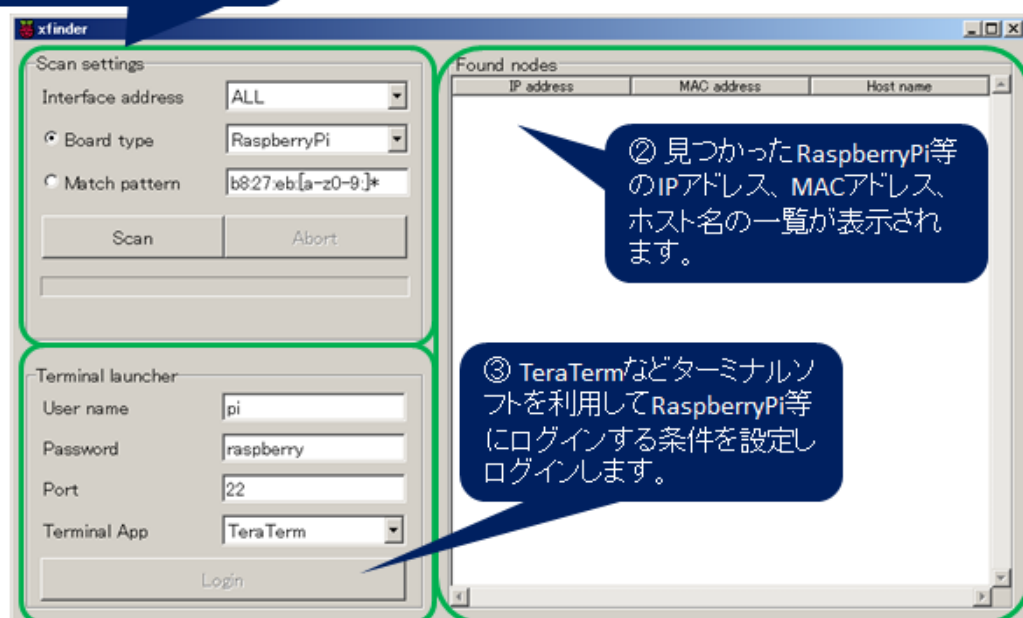 xfinder
Scan settings
Interface address ALL
Board type RaspberryPi
Match pattern b8:27:eb:[a-z0-9:]*
Scan Abort
Found nodes
IP address MAC address Host name
② 見つかったRaspberryPi等
のIPアドレス、MACアドレス、
ホスト名の一覧が表示され
ます。
Terminal launcher
User name pi
Password raspberry
Port 22
Terminal App TeraTerm
Login
③ TeraTermなどターミナルソ
フトを利用してRaspberryPi等
にログインする条件を設定し
ログインします。